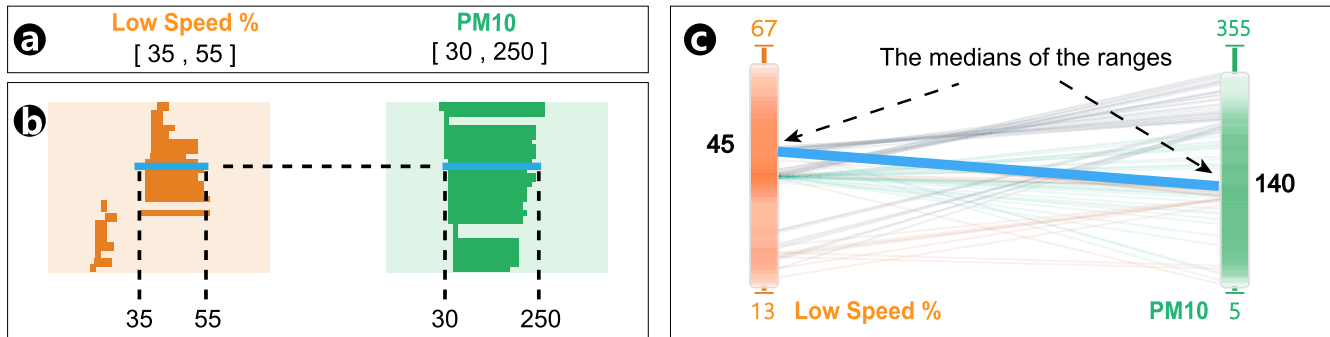 a
Low Speed %
PM10
[ 35 , 55 ]
[ 30 , 250 ]
b
35
55
30
250
c
67
355
The medians of the ranges
45
140
13
Low Speed %
PM10
5